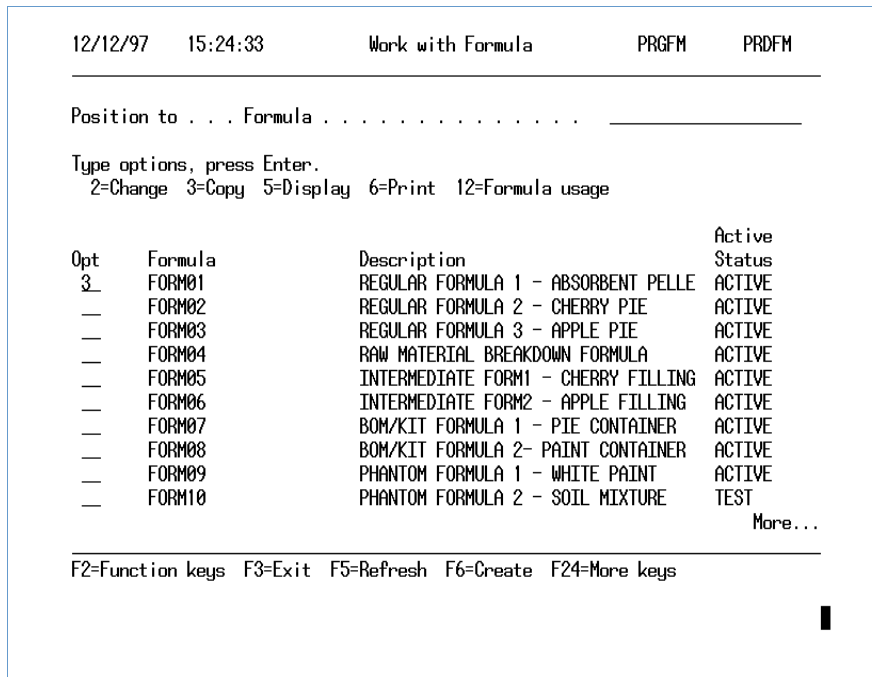 12/12/97 15:24:33 Work with Formula PRGFM PRDFM
Position to . . . Formula . . . . . . . . . . . . . .
Type options, press Enter.
2=Change 3=Copy 5=Display 6=Print 12=Formula usage
Active
Opt Formula Description Status
3 FORM01 REGULAR FORMULA 1 - ABSORBENT PELLE ACTIVE
FORM02 REGULAR FORMULA 2 - CHERRY PIE ACTIVE
FORM03 REGULAR FORMULA 3 - APPLE PIE ACTIVE
FORM04 RAW MATERIAL BREAKDOWN FORMULA ACTIVE
FORM05 INTERMEDIATE FORM1 - CHERRY FILLING ACTIVE
FORM06 INTERMEDIATE FORM2 - APPLE FILLING ACTIVE
FORM07 BOM/KIT FORMULA 1 - PIE CONTAINER ACTIVE
FORM08 BOM/KIT FORMULA 2- PAINT CONTAINER ACTIVE
FORM09 PHANTOM FORMULA 1 - WHITE PAINT ACTIVE
FORM10 PHANTOM FORMULA 2 - SOIL MIXTURE TEST
More...
F2=Function keys F3=Exit F5=Refresh F6=Create F24=More keys